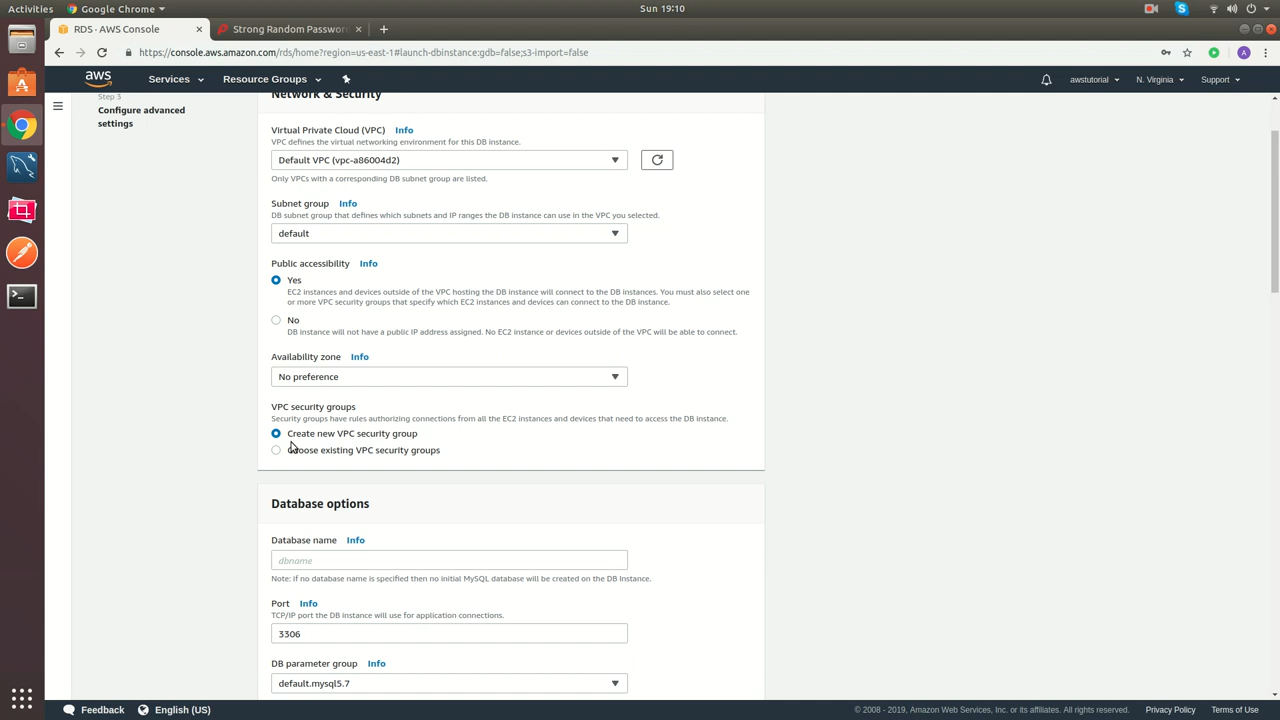 Activities
Google Chrome
Sun 19:10
RDS - AWS Console
Strong Random Password
https://console.aws.amazon.com/rds/home?region=us-east-1#launch-dbinstance:gdb=false;s3-import=false
A
aws
Services
Resource Groups
awstutorial
N. Virginia
Support
Step 3
Configure advanced
settings
Network & Security
Virtual Private Cloud (VPC) Info
VPC defines the virtual networking environment for this DB instance.
Default VPC (vpc-a86004d2)
Only VPCs with a corresponding DB subnet group are listed.
Subnet group Info
DB subnet group that defines which subnets and IP ranges the DB instance can use in the VPC you selected.
default
Public accessibility Info
Yes
EC2 instances and devices outside of the VPC hosting the DB instance will connect to the DB instances. You must also select one
or more VPC security groups that specify which EC2 instances and devices can connect to the DB instance.
No
DB instance will not have a public IP address assigned. No EC2 instance or devices outside of the VPC will be able to connect.
Availability zone Info
No preference
VPC security groups
Security groups have rules authorizing connections from all the EC2 instances and devices that need to access the DB instance.
Create new VPC security group
Choose existing VPC security groups
Database options
Database name Info
dbname
Note: if no database name is specified then no initial MySQL database will be created on the DB Instance.
Port Info
TCP/IP port the DB instance will use for application connections.
3306
DB parameter group Info
default.mysql5.7
Feedback
English (US)
© 2008 - 2019, Amazon Web Services, Inc. or its affiliates. All rights reserved.
Privacy Policy
Terms of Use